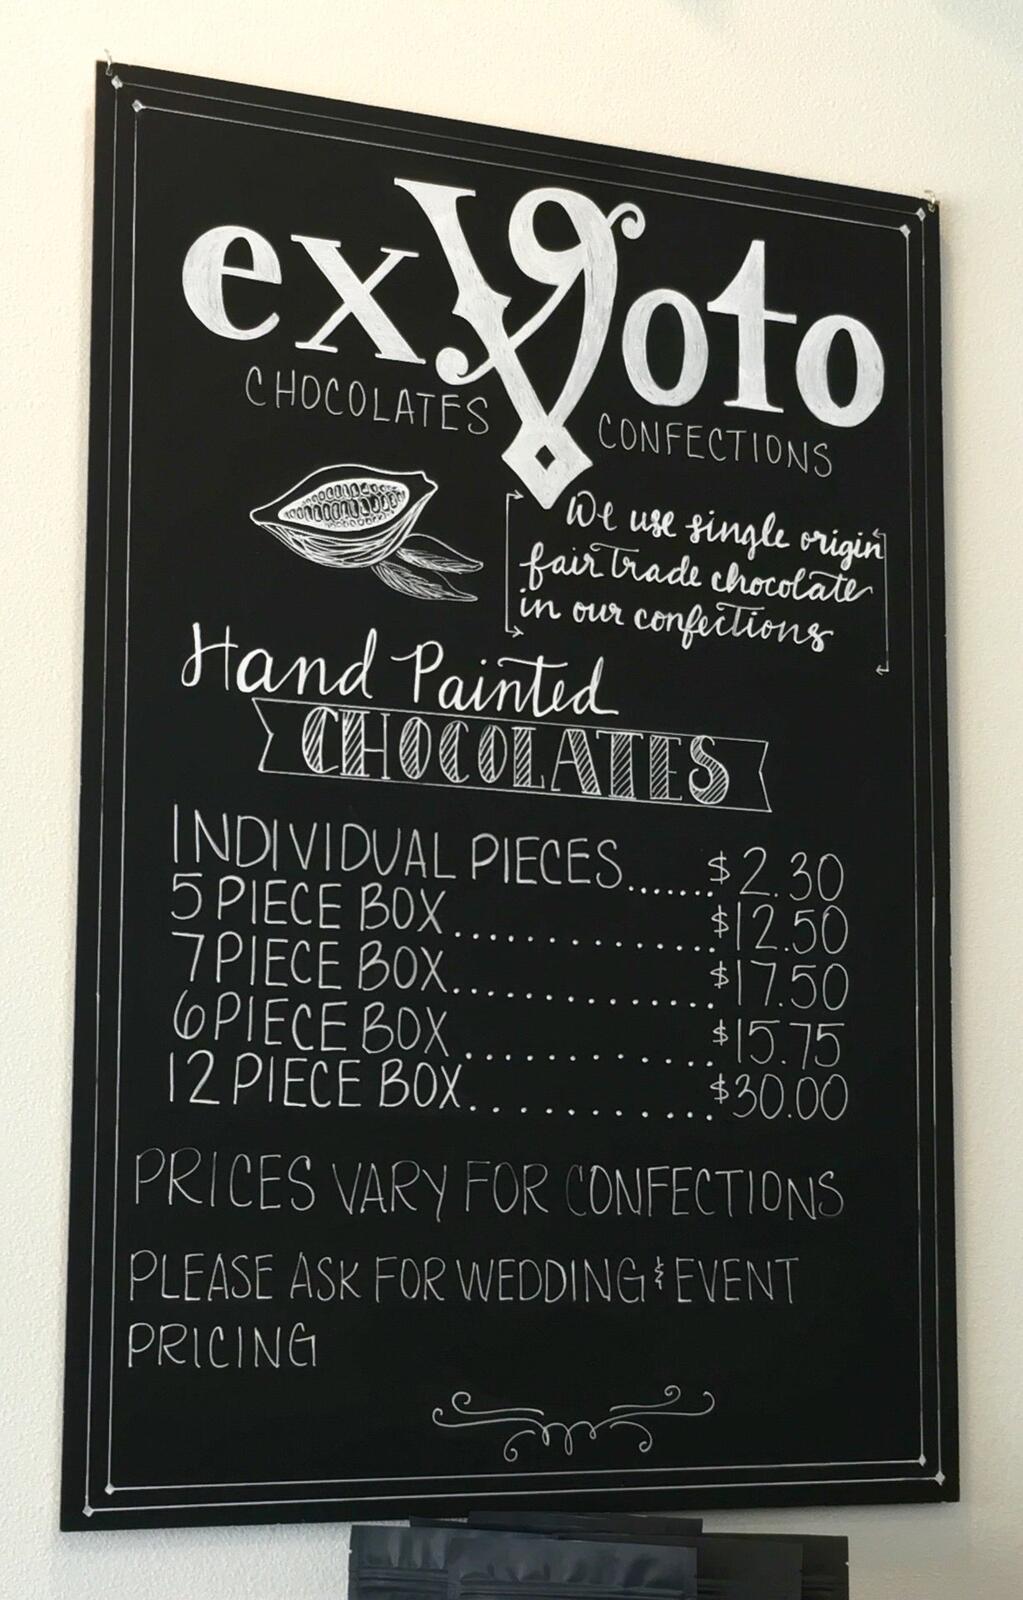 exVoto
CHOCOLATES CONFECTIONS
We use single origin
fair trade chocolate
in our confections
Hand Painted
CHOCOLATES
INDIVIDUAL PIECES.......$2.30
5 PIECE BOX...............$12.50
7 PIECE BOX...............$17.50
6 PIECE BOX..............$15.75
12 PIECE BOX.............$30.00
PRICES VARY FOR CONFECTIONS
PLEASE ASK FOR WEDDING & EVENT
PRICING